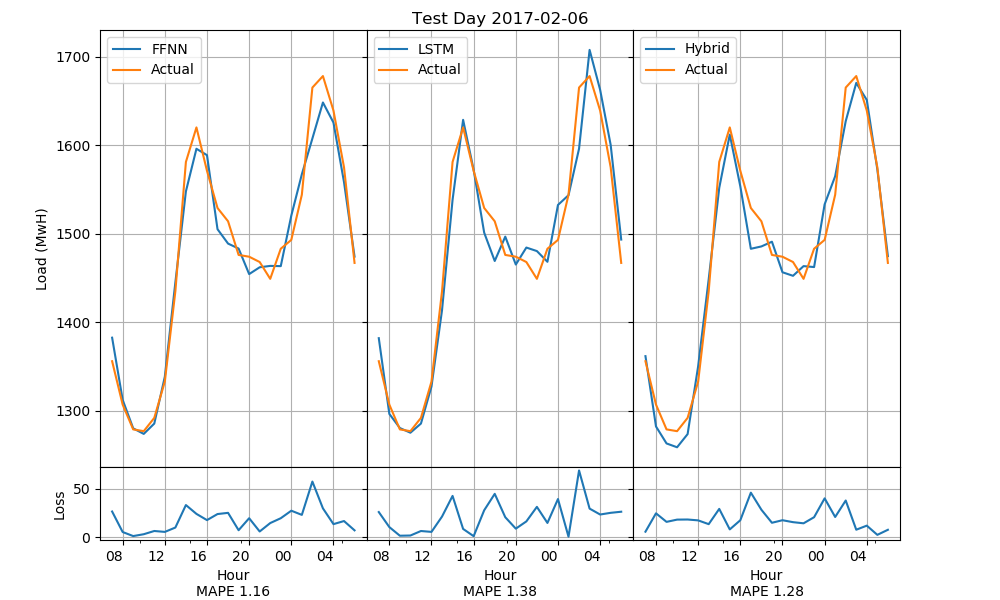 Test Day 2017-02-06
FFNN
Actual
LSTM
Actual
Hybrid
Actual
Load (MwH)
1700
1600
1500
1400
1300
Loss
50
0
08 12 16 20 00 04
08 12 16 20 00 04
08 12 16 20 00 04
Hour
MAPE 1.16
Hour
MAPE 1.38
Hour
MAPE 1.28